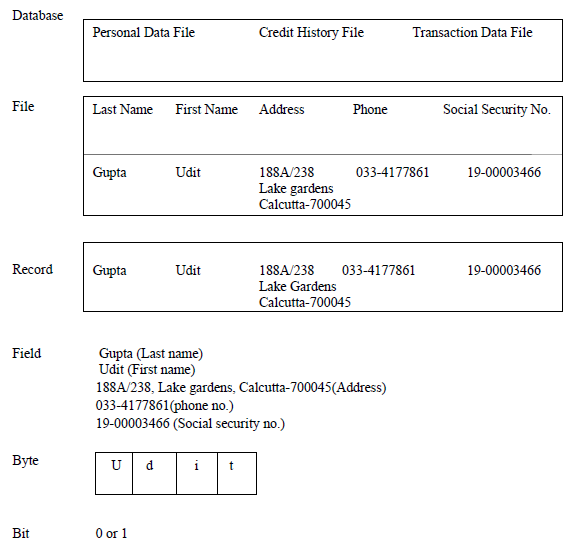 Database
Personal Data File Credit History File Transaction Data File
File
Last Name First Name Address Phone Social Security No.
Gupta Udit 188A/238 033-4177861 19-00003466
Lake gardens
Calcutta-700045
Record
Gupta Udit 188A/238 033-4177861 19-00003466
Lake Gardens
Calcutta-700045
Field
Gupta (Last name)
Udit (First name)
188A/238, Lake gardens, Calcutta-700045(Address)
033-4177861(phone no.)
19-00003466 (Social security no.)
Byte
U d i t
Bit 0 or 1